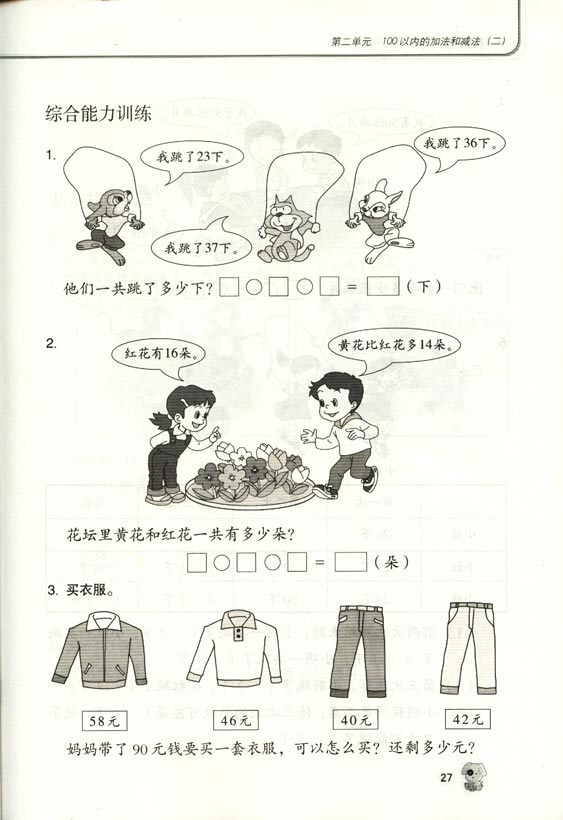 第二单元 100以内的加法和减法（二）
综合能力训练
1.
我跳了23下。
我跳了36下。
我跳了37下。
他们一共跳了多少下？□○□○□＝□（下）
2.
红花有16朵。
黄花比红花多14朵。
花坛里黄花和红花一共有多少朵？
□○□○□＝□（朵）
3. 买衣服。
58元 46元 40元 42元
妈妈带了90元钱要买一套衣服，可以怎么买？还剩多少元？
27